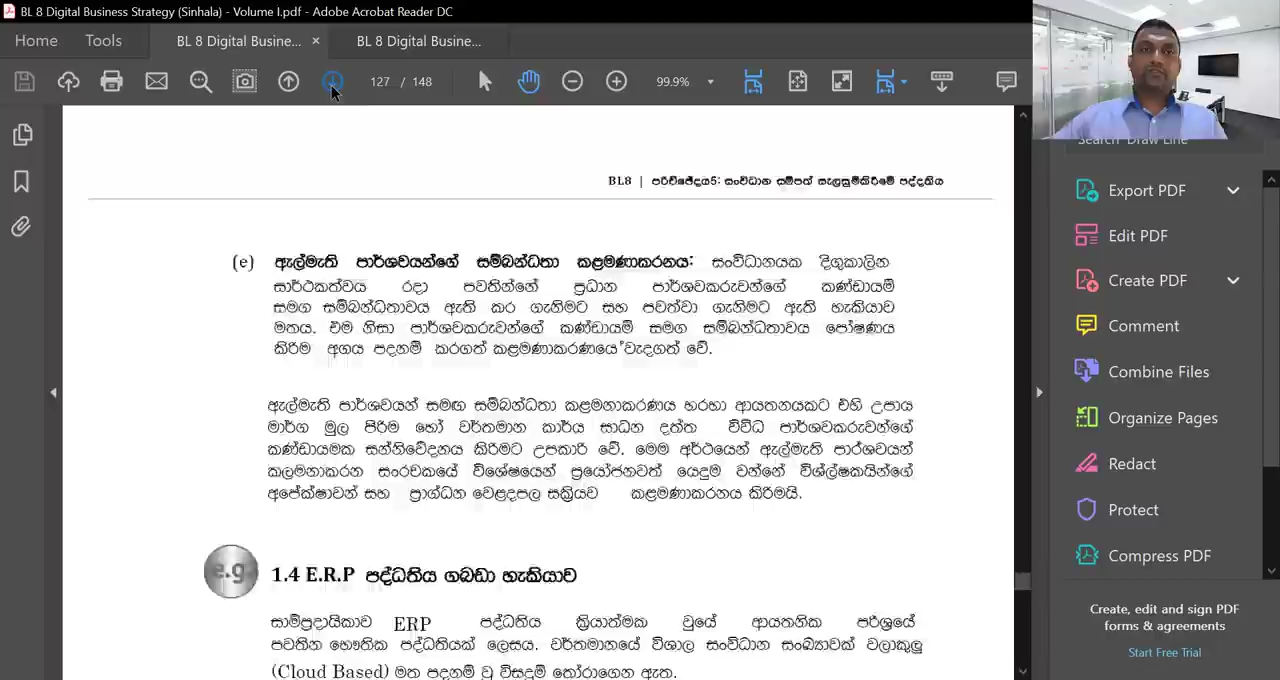 BL 8 Digital Business Strategy (Sinhala) - Volume I.pdf - Adobe Acrobat Reader DC
Home Tools BL 8 Digital Busine... × BL 8 Digital Busine...
127 / 148 99.9%
Search 'Draw Line'
Export PDF
Edit PDF
Create PDF
Comment
Combine Files
Organize Pages
Redact
Protect
Compress PDF
Create, edit and sign PDF
forms & agreements
Start Free Trial
BL8 | පරිච්ඡේදය5: සංවිධාන සම්පත් සැලසුම්කිරීමේ පද්දතිය
(e) ඇල්මැති පාර්ශවයන්ගේ සම්බන්ධතා කළමණාකරනය: සංවිධානයක දිගුකාලින
සාර්ථකත්වය රදා පවතින්ගේ ප්‍රධාන පාර්ශවකරුවන්ගේ කණ්ඩායම්
සමග සම්බන්ධතාවය ඇති කර ගැනිමට සහ පවත්වා ගැනිමට ඇති හැකියාව
මතය. එම නිසා පාර්ශවකරුවන්ගේ කණ්ඩායම් සමග සම්බන්ධතාවය පෝෂණය
කිරිම අගය පදනම් කරගත් කළමණාකරණයේ වැදගත් වේ.
ඇල්මැති පාර්ශවයන් සමඟ සම්බන්ධතා කළමනාකරණය හරහා ආයතනයකට එහි උපාය
මාර්ග මුල පිරිම හෝ වර්තමාන කාර්ය සාධන දත්ත විවිධ පාර්ශවකරුවන්ගේ
කණ්ඩායමක සන්නිවේදනය කිරිමට උපකාරි වේ. මෙම අර්ථයෙන් ඇල්මැති පාර්ශවයන්
කලමනාකරන සංරචකයේ විශේෂයෙන් ප්‍රයෝජනවත් යෙදුම වන්නේ විශ්ලේෂකයින්ගේ
අපේක්ෂාවන් සහ ප්‍රාග්ධන වෙළදපල සක්‍රියව කළමණාකරනය කිරිමයි.
e.g 1.4 E.R.P පද්ධතිය ගබඩා හැකියාව
සාම්ප්‍රදායිකාව ERP පද්ධතිය ක්‍රියාත්මක වුයේ ආයතනික පරිශ්‍රයේ
පවතින භෞතික පද්ධතියක් ලෙසය. වර්තමානයේ විශාල සංවිධාන සංඛ්‍යාවක් වලාකුලු
(Cloud Based) මත පදනම් වු විසදුම් තෝරාගෙන ඇත.